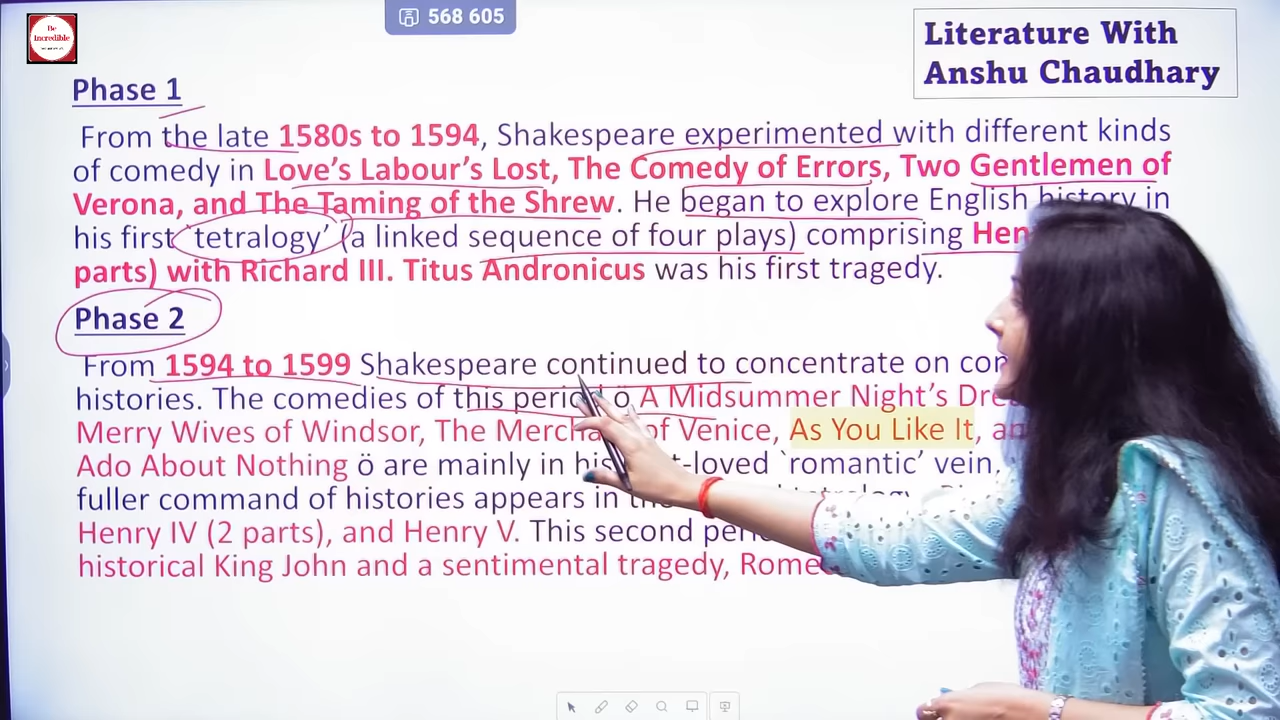 Be
Incredible
568 605
Literature With
Anshu Chaudhary
Phase 1
From the late 1580s to 1594, Shakespeare experimented with different kinds
of comedy in Love’s Labour’s Lost, The Comedy of Errors, Two Gentlemen of
Verona, and The Taming of the Shrew. He began to explore English history in
his first `tetralogy’ (a linked sequence of four plays) comprising
parts) with Richard III. Titus Andronicus was his first tragedy.
Phase 2
From 1594 to 1599 Shakespeare continued to concentrate on
histories. The comedies of this period ö A Midsummer Night’s
Merry Wives of Windsor, The Merchant of Venice, As You Like It,
Ado About Nothing ö are mainly in his -loved `romantic’ vein.
fuller command of histories appears in
Henry IV (2 parts), and Henry V. This second
historical King John and a sentimental tragedy,